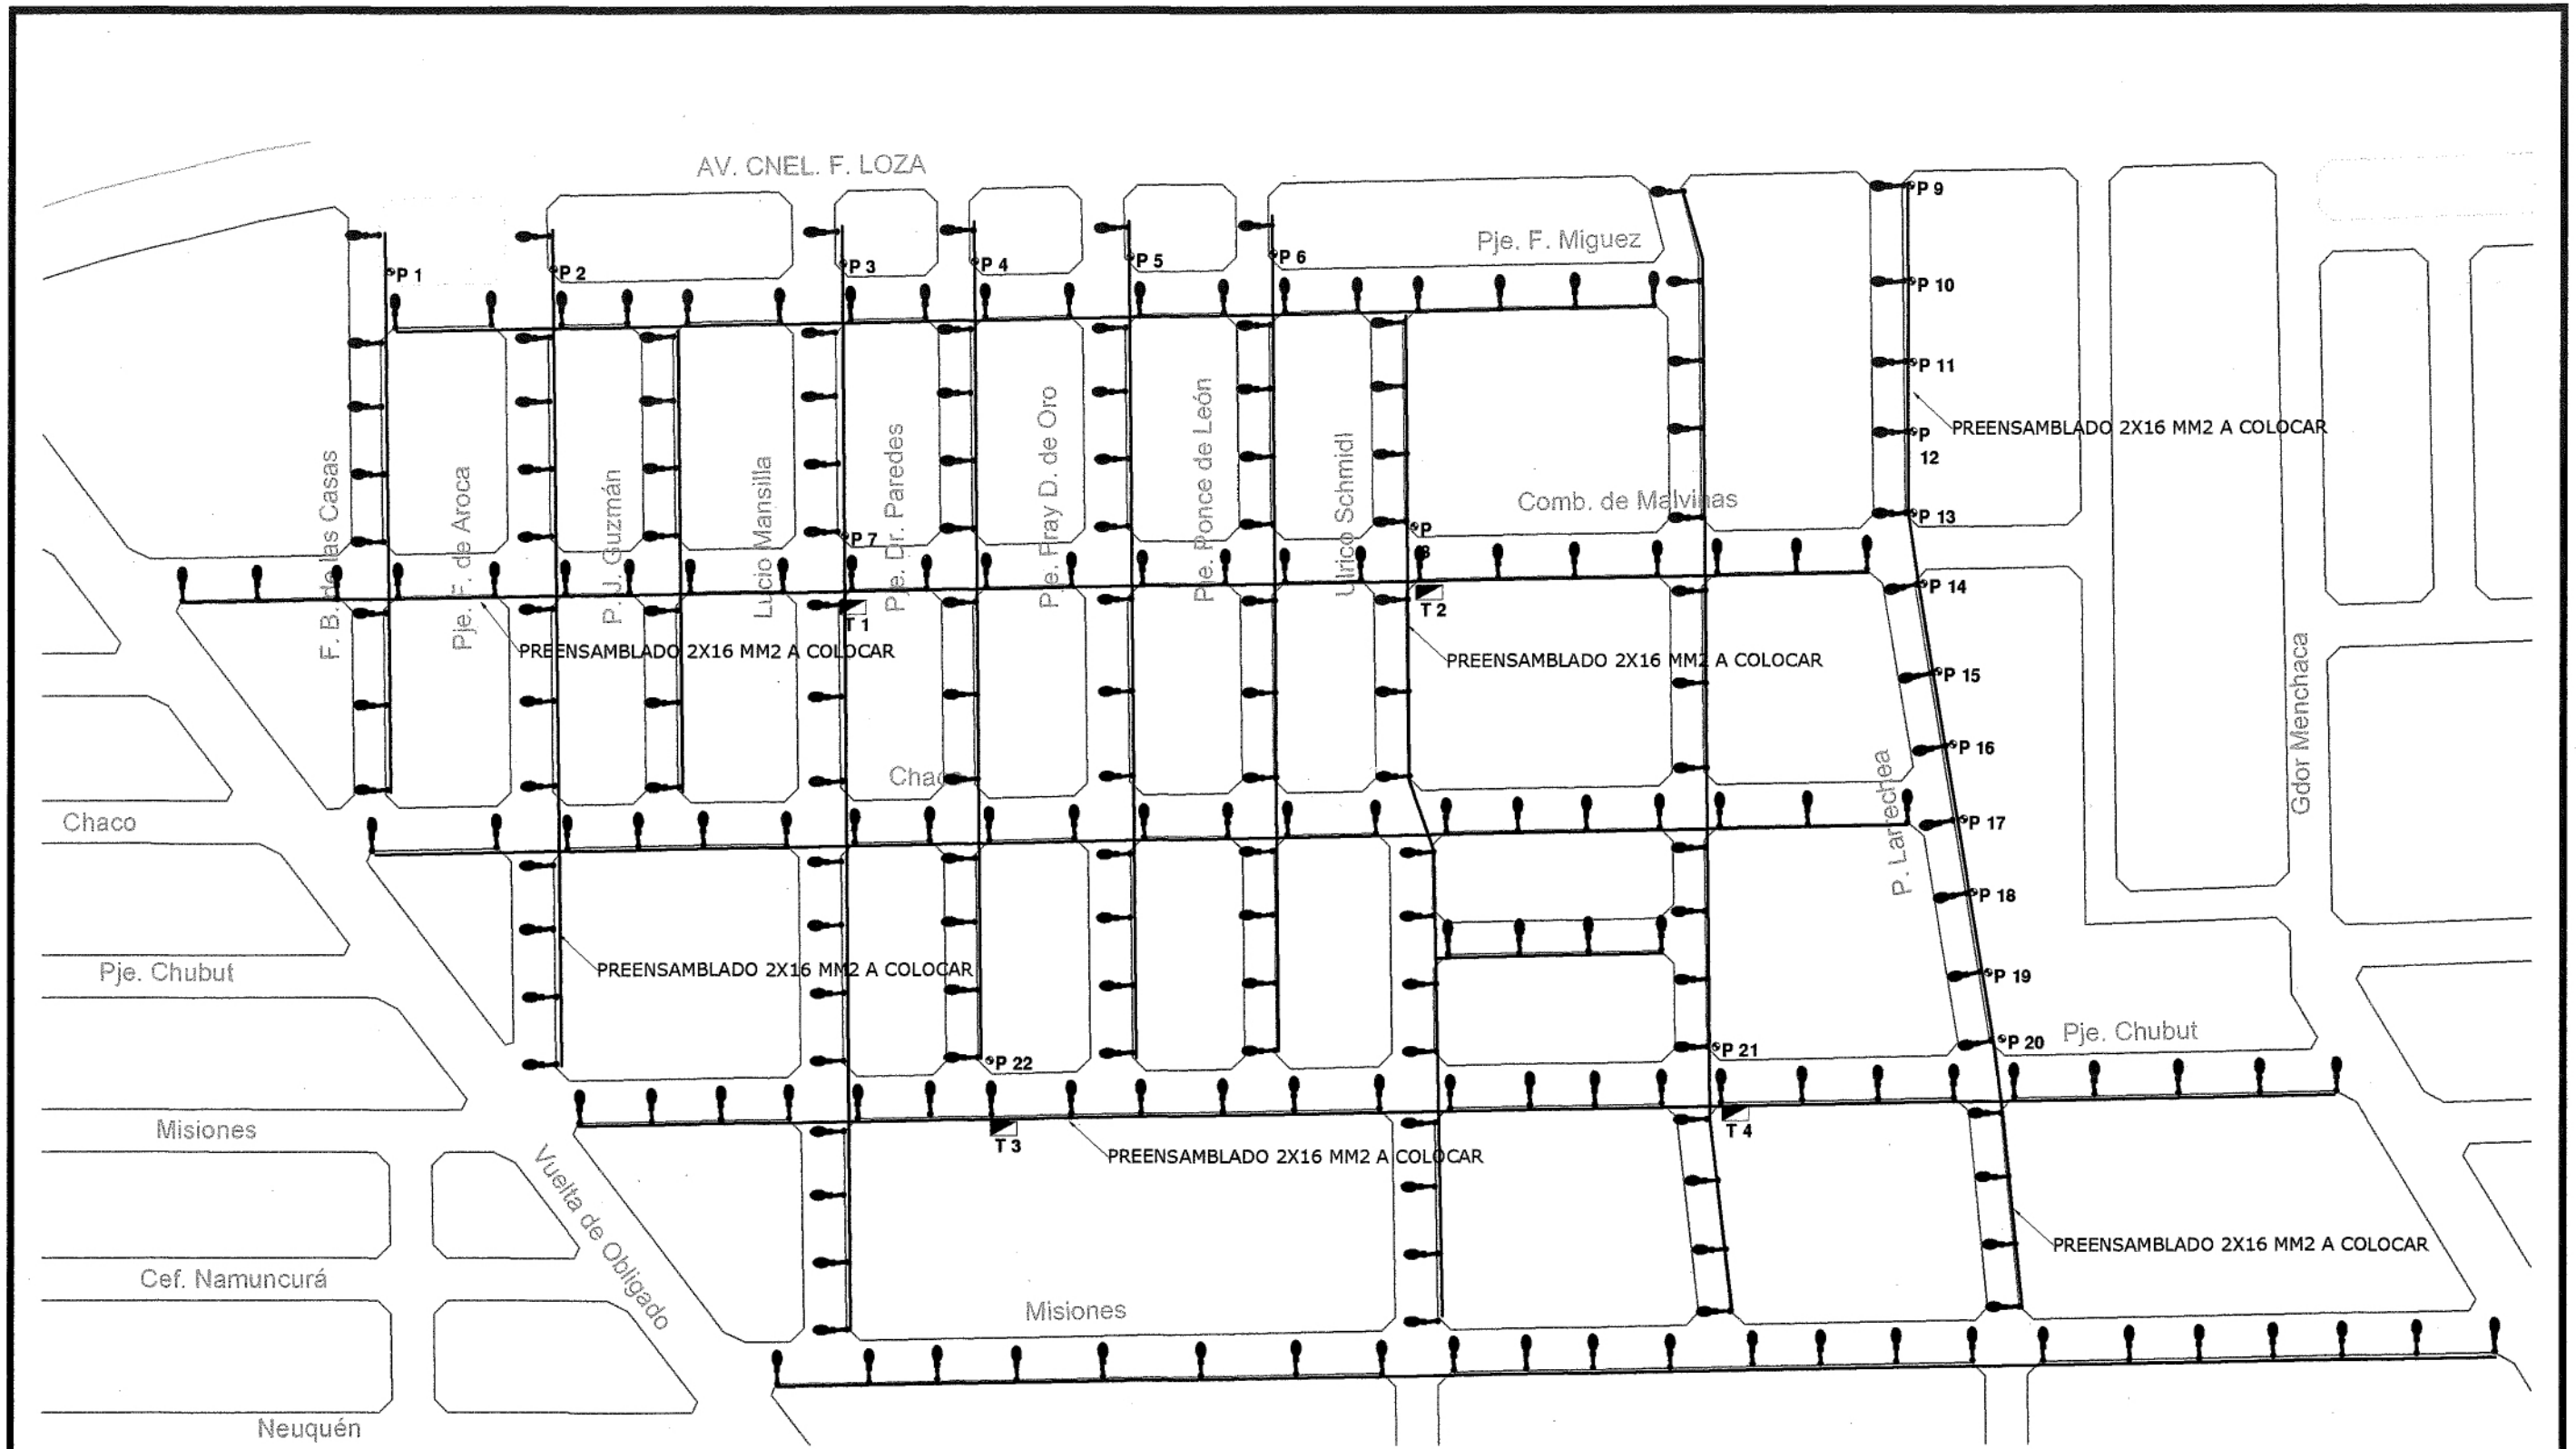 AV. CNEL. F. LOZA
P 9
Pje. F. Miguez
P 1
P 2
P 3
P 4
P 5
P 6
P 10
P 11
PREENSAMBLADO 2X16 MM2 A COLOCAR
P
12
F. B. de las Casas
Pje. F. de Aroca
P. J. Guzmán
Lucio Mansilla
Pje. Dr. Paredes
Pje. Fray D. de Oro
Pje. Ponce de León
Ulrico Schmidl
Comb. de Malvinas
P 13
P 7
P
8
P 14
T 1
T 2
PREENSAMBLADO 2X16 MM2 A COLOCAR
PREENSAMBLADO 2X16 MM2 A COLOCAR
P 15
Gdor Menchaca
P 16
Chaco
P. Larrechea
Chaco
P 17
P 18
Pje. Chubut
PREENSAMBLADO 2X16 MM2 A COLOCAR
P 19
P 20
Pje. Chubut
P 22
P 21
Misiones
T 3
T 4
PREENSAMBLADO 2X16 MM2 A COLOCAR
Vuelta de Obligado
PREENSAMBLADO 2X16 MM2 A COLOCAR
Cef. Namuncurá
Misiones
Neuquén